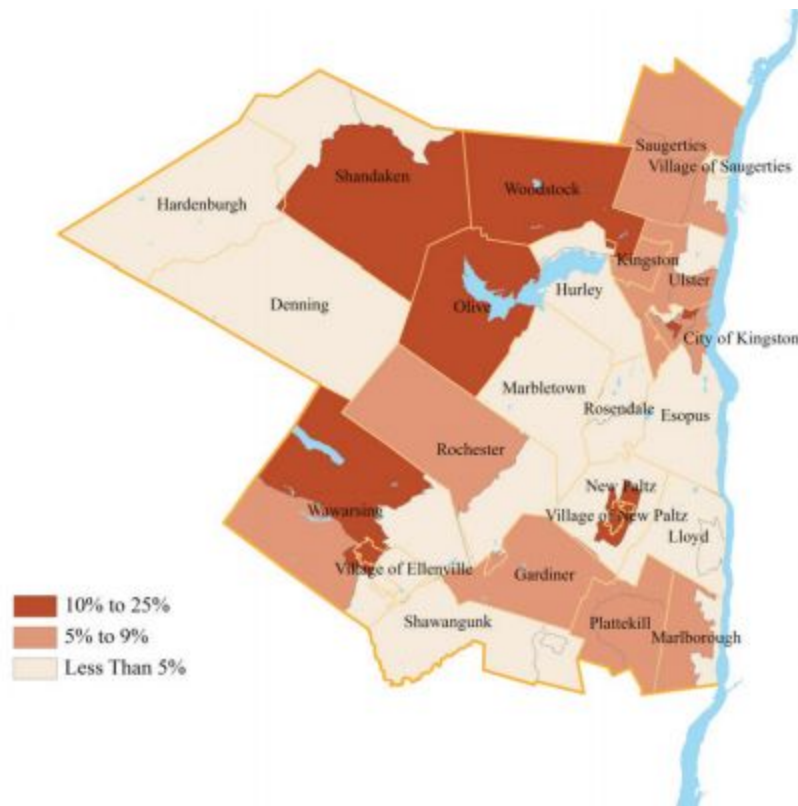 Saugerties
Village of Saugerties
Shandaken
Woodstock
Hardenburgh
Kingston
Ulster
Hurley
Denning
Olive
City of Kingston
Marbletown
Rosendale
Esopus
Rochester
New Paltz
Village of New Paltz
Wawarsing
Lloyd
Village of Ellenville
Gardiner
10% to 25%
Shawangunk
Plattekill
5% to 9%
Marlborough
Less Than 5%